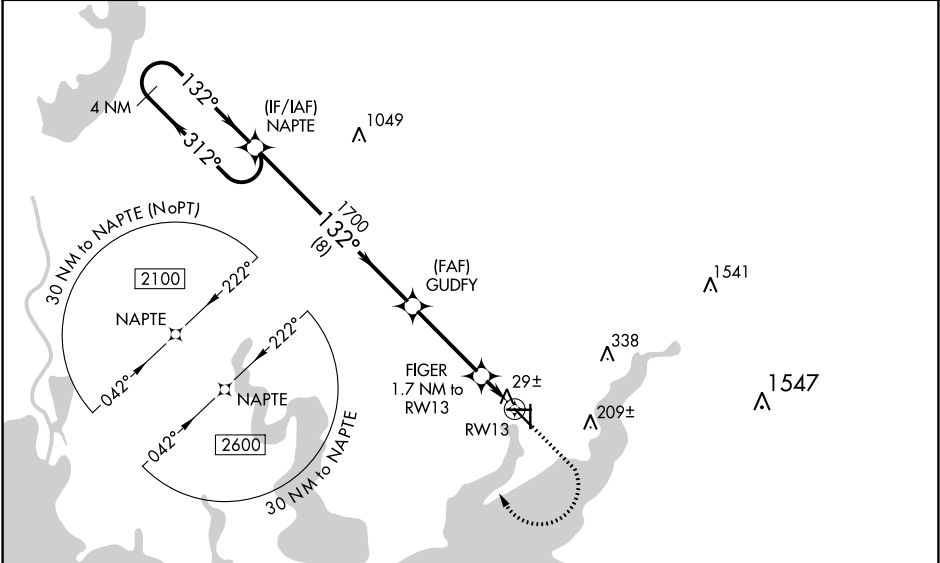 132°
4 NM
312°
(IF/IAF)
NAPTE
1049
1700
132°
(8)
30 NM to NAPTE (NoPT)
2100
222°
NAPTE
042°
222°
NAPTE
042°
2600
30 NM to NAPTE
(FAF)
GUDFY
1541
338
FIGER
1.7 NM to
RW13
29±
1547
209±
RW13